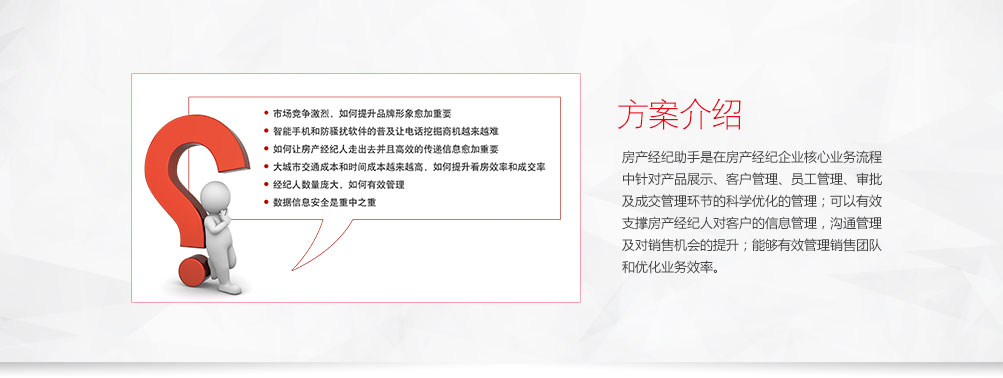 市场竞争激烈，如何提升品牌形象愈加重要
智能手机和防骚扰软件的普及让电话挖掘商机越来越难
如何让房产经纪人走出去并且高效的传递信息愈加重要
大城市交通成本和时间成本越来越高，如何提升看房效率和成交率
经纪人数量庞大，如何有效管理
数据信息安全是重中之重
方案介绍
房产经纪助手是在房产经纪企业核心业务流程
中针对产品展示、客户管理、员工管理、审批
及成交管理环节的科学优化的管理；可以有效
支撑房产经纪人对客户的信息管理，沟通管理
及对销售机会的提升；能够有效管理销售团队
和优化业务效率。